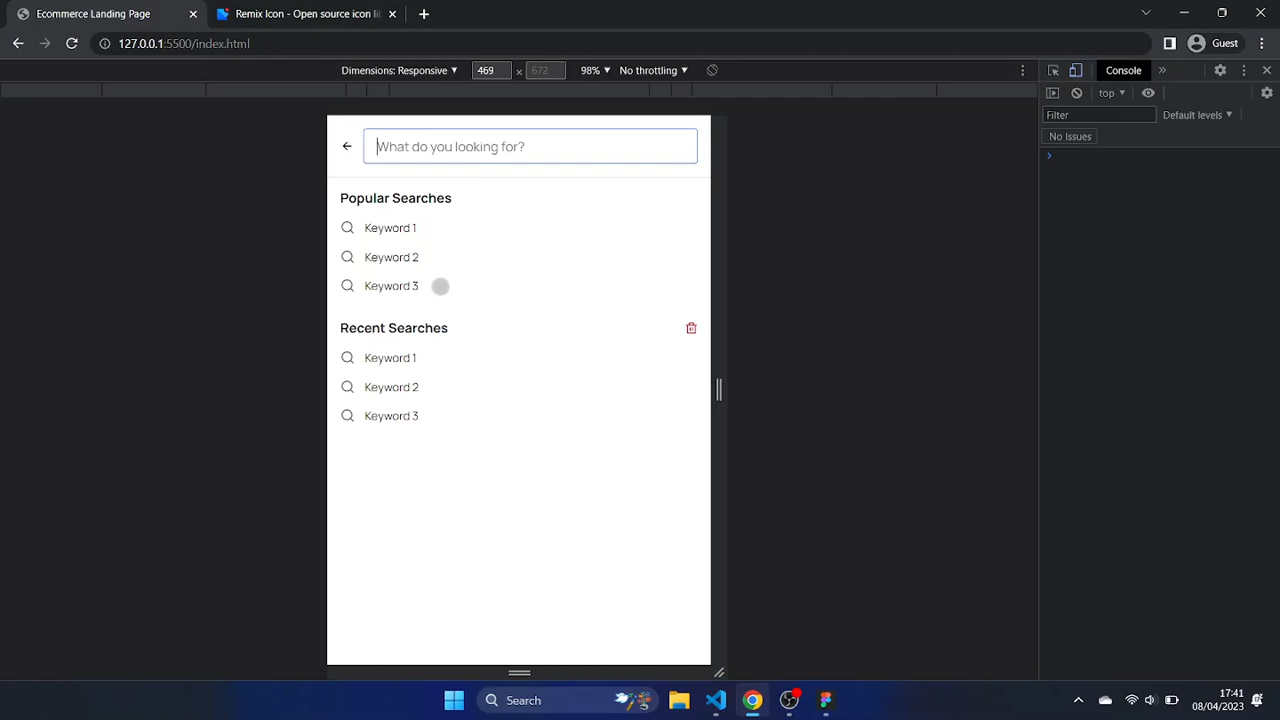 Ecommerce Landing Page
Remix Icon - Open source icon li
127.0.0.1:5500/index.html
Guest
Dimensions: Responsive
469 × 672
98%
No throttling
Console
top
Filter
Default levels
No Issues
What do you looking for?
Popular Searches
Keyword 1
Keyword 2
Keyword 3
Recent Searches
Keyword 1
Keyword 2
Keyword 3
Search
17:41
08/04/2023